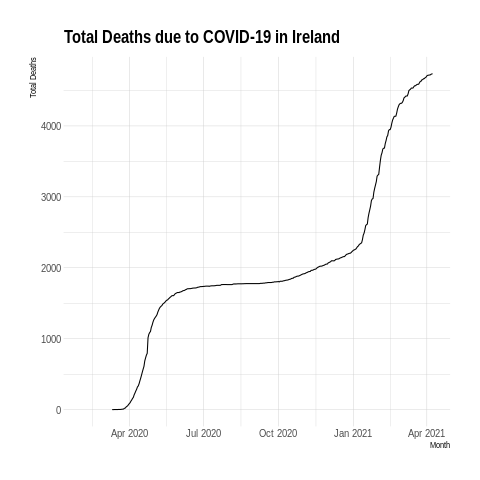 Total Deaths due to COVID-19 in Ireland
Total Deaths
4000
3000
2000
1000
0
Apr 2020 Jul 2020 Oct 2020 Jan 2021 Apr 2021
Month